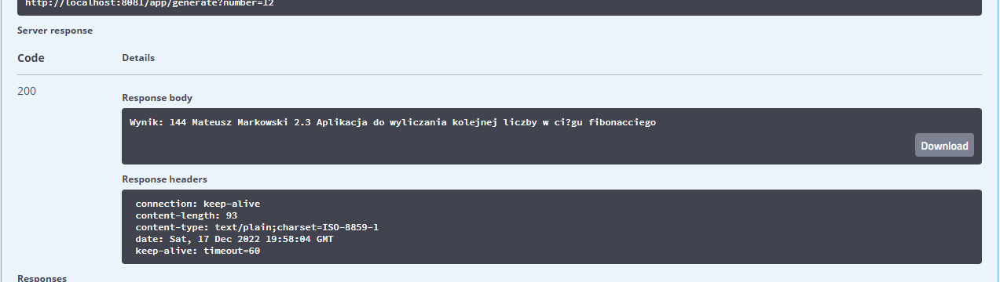 http://localhost:8081/app/generate?number=12
Server response
Code Details
200
Response body
Wynik: 144 Mateusz Markowski 2.3 Aplikacja do wyliczania kolejnej liczby w ci?gu fibonacciego
Download
Response headers
connection: keep-alive
content-length: 93
content-type: text/plain;charset=ISO-8859-1
date: Sat, 17 Dec 2022 19:58:04 GMT
keep-alive: timeout=60
Responses